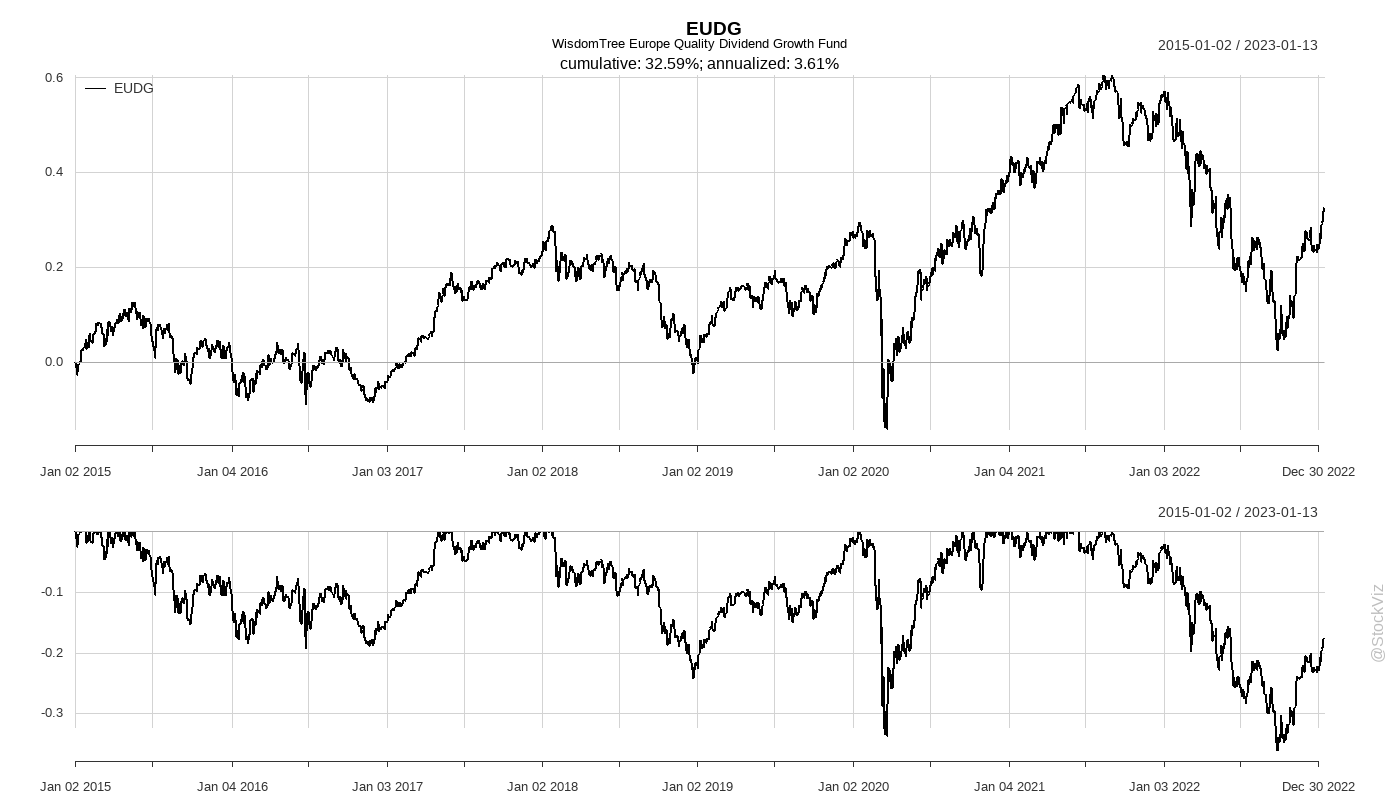 EUDG
WisdomTree Europe Quality Dividend Growth Fund
2015-01-02 / 2023-01-13
cumulative: 32.59%; annualized: 3.61%
0.6
EUDG
0.4
0.2
0.0
Jan 02 2015 Jan 04 2016 Jan 03 2017 Jan 02 2018 Jan 02 2019 Jan 02 2020 Jan 04 2021 Jan 03 2022 Dec 30 2022
2015-01-02 / 2023-01-13
-0.1
-0.2
-0.3
Jan 02 2015 Jan 04 2016 Jan 03 2017 Jan 02 2018 Jan 02 2019 Jan 02 2020 Jan 04 2021 Jan 03 2022 Dec 30 2022
@StockViz